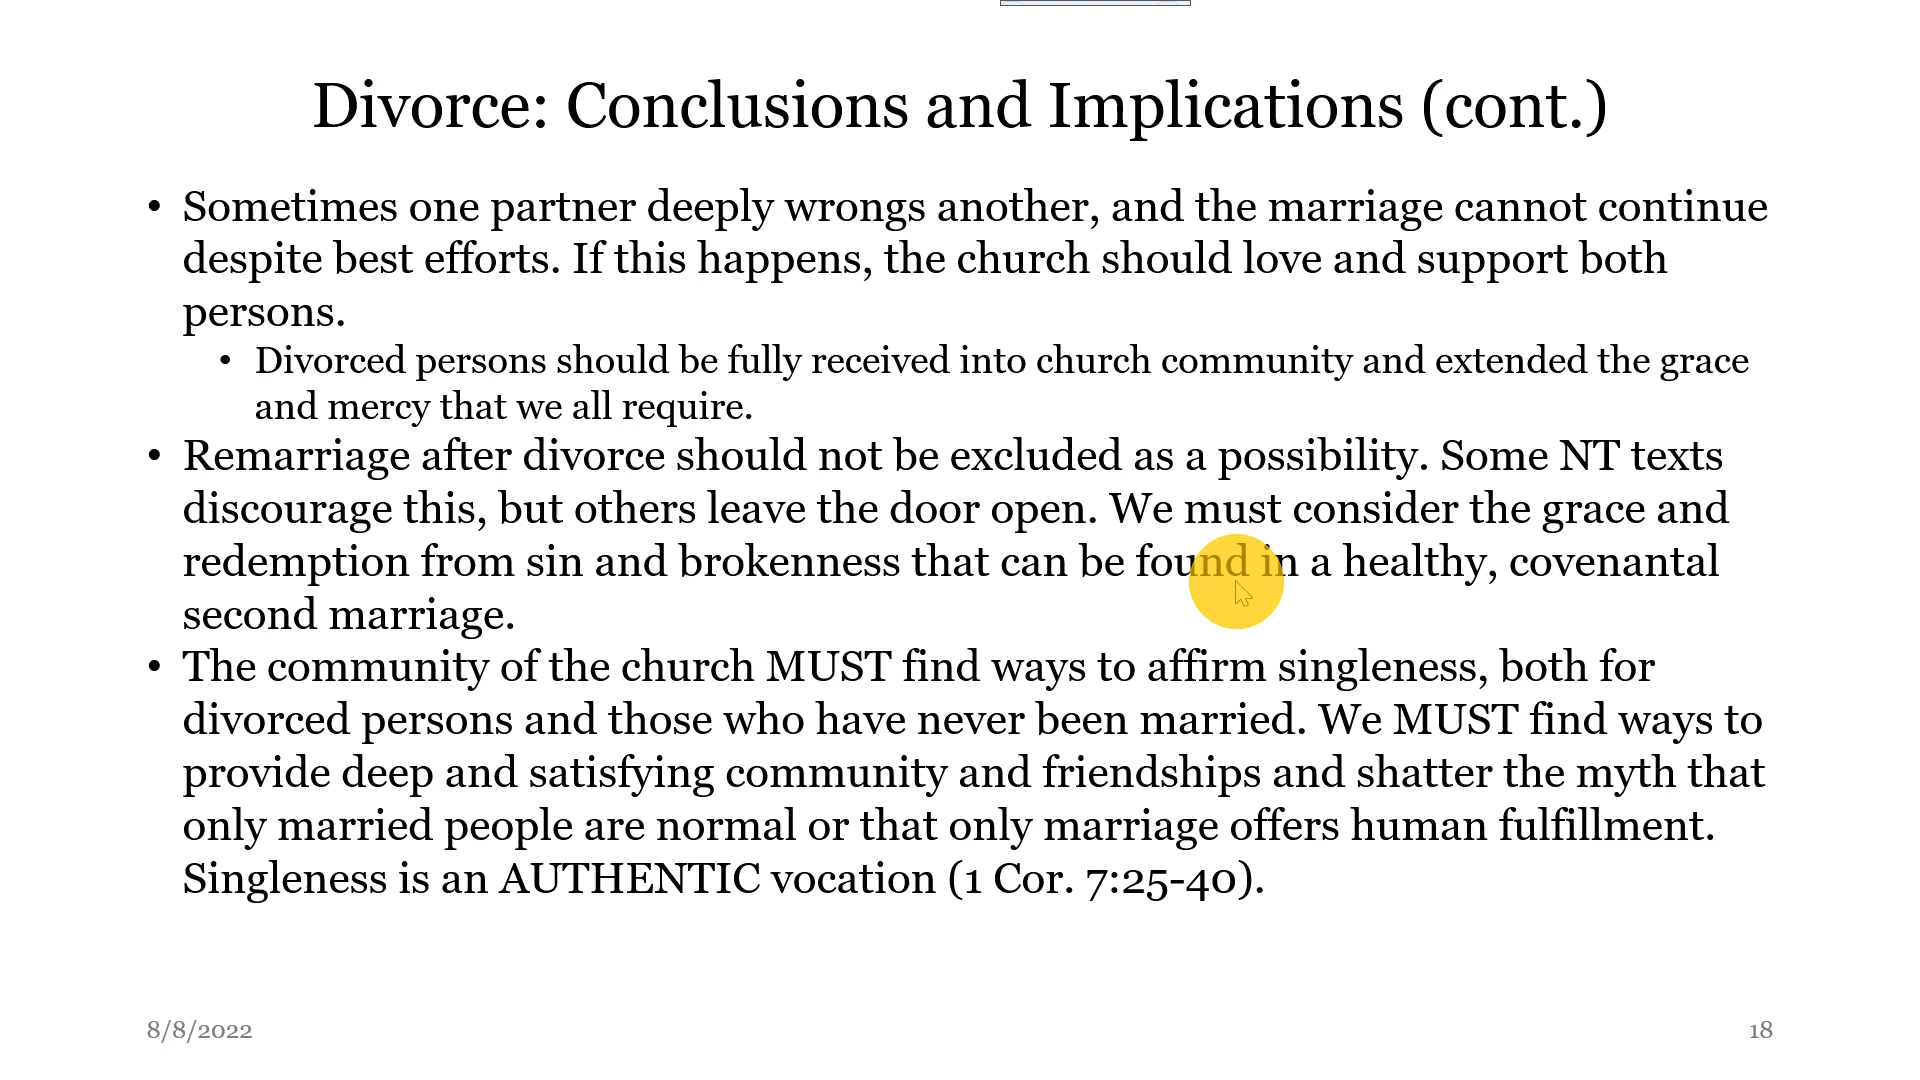 Divorce: Conclusions and Implications (cont.)
• Sometimes one partner deeply wrongs another, and the marriage cannot continue
despite best efforts. If this happens, the church should love and support both
persons.
• Divorced persons should be fully received into church community and extended the grace
and mercy that we all require.
• Remarriage after divorce should not be excluded as a possibility. Some NT texts
discourage this, but others leave the door open. We must consider the grace and
redemption from sin and brokenness that can be found in a healthy, covenantal
second marriage.
• The community of the church MUST find ways to affirm singleness, both for
divorced persons and those who have never been married. We MUST find ways to
provide deep and satisfying community and friendships and shatter the myth that
only married people are normal or that only marriage offers human fulfillment.
Singleness is an AUTHENTIC vocation (1 Cor. 7:25-40).
8/8/2022
18